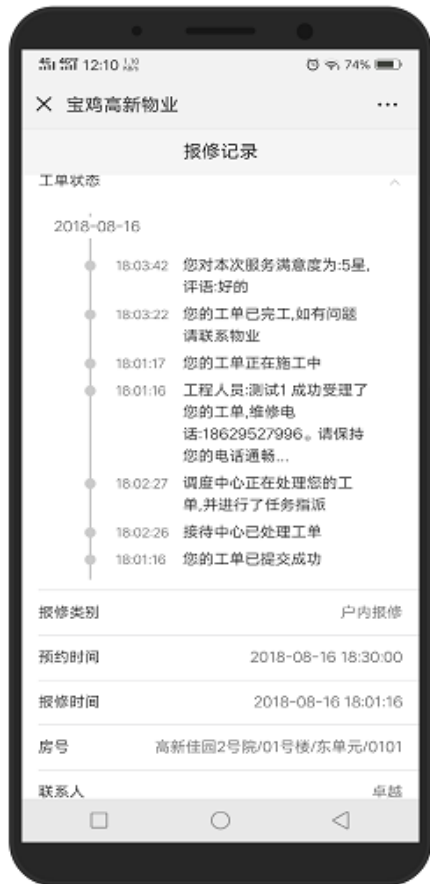 12:10
74%
宝鸡高新物业
报修记录
工单状态
2018-08-16
18:03:42 您对本次服务满意度为:5星,
评语:好的
18:03:22 您的工单已完工,如有问题
请联系物业
18:01:17 您的工单正在施工中
18:01:16 工程人员:测试1 成功受理了
您的工单,维修电
话:18629527996。请保持
您的电话通畅...
18:02:27 调度中心正在处理您的工
单,并进行了任务指派
18:02:26 接待中心已处理工单
18:01:16 您的工单已提交成功
报修类别 户内报修
预约时间 2018-08-16 18:30:00
报修时间 2018-08-16 18:01:16
房号 高新佳园2号院/01号楼/东单元/0101
联系人 卓越